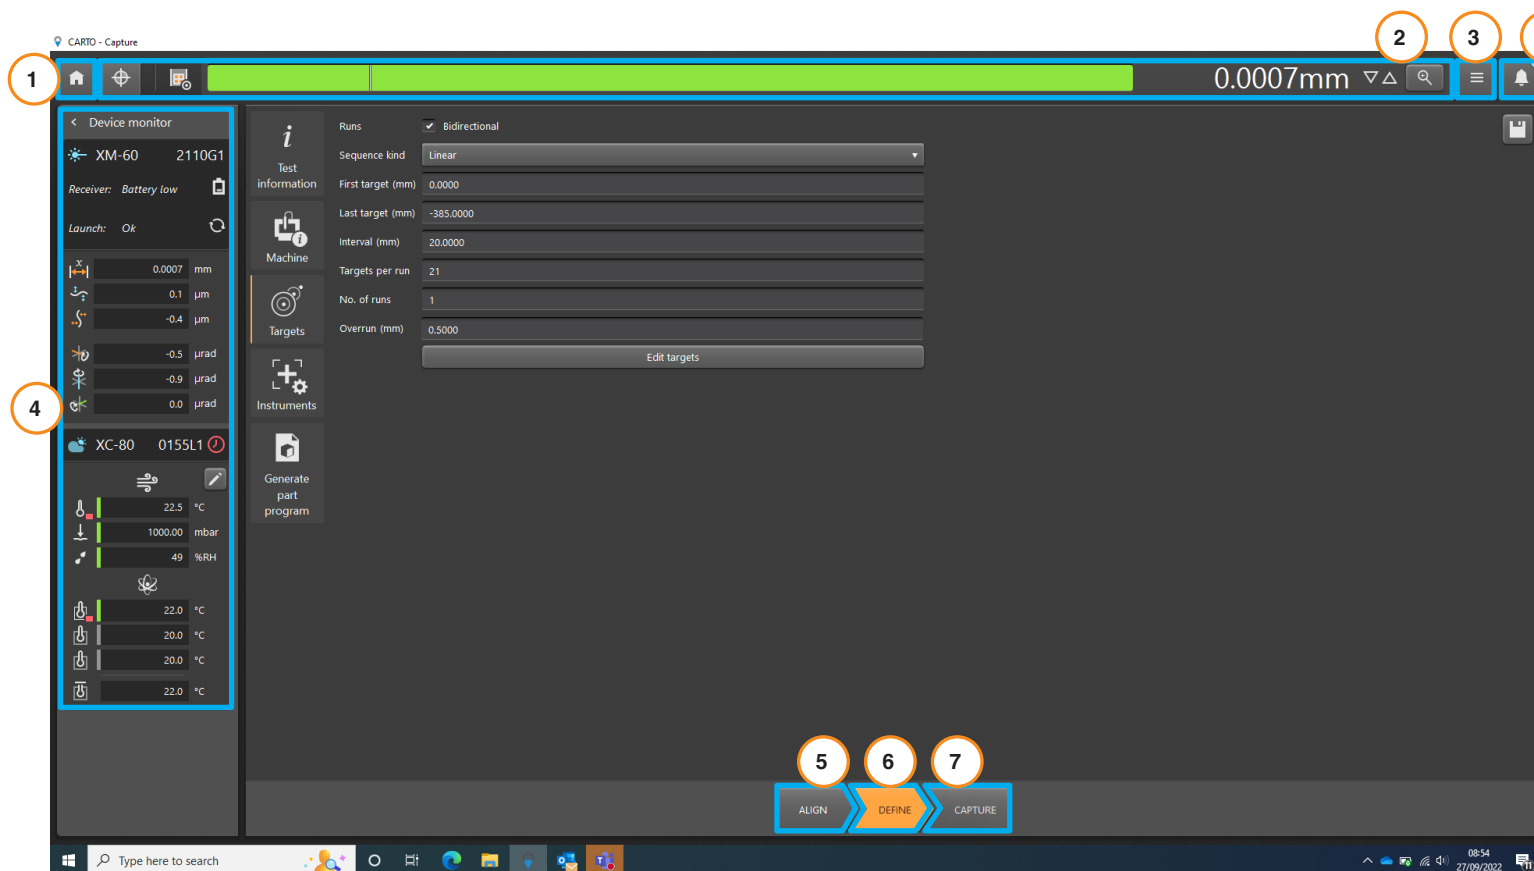 CARTO - Capture
1
2
3
0.0007mm
Device monitor
XM-60 2110G1
Receiver: Battery low
Launch: Ok
x
0.0007 mm
0.1 µm
-0.4 µm
-0.5 µrad
-0.9 µrad
0.0 µrad
4
XC-80 0155L1
22.5 °C
1000.00 mbar
49 %RH
22.0 °C
20.0 °C
20.0 °C
22.0 °C
i
Test
information
Machine
Targets
Instruments
Generate
part
program
Runs Bidirectional
Sequence kind Linear
First target (mm) 0.0000
Last target (mm) -385.0000
Interval (mm) 20.0000
Targets per run 21
No. of runs 1
Overrun (mm) 0.5000
Edit targets
5
6
7
ALIGN
DEFINE
CAPTURE
Type here to search
08:54
27/09/2022